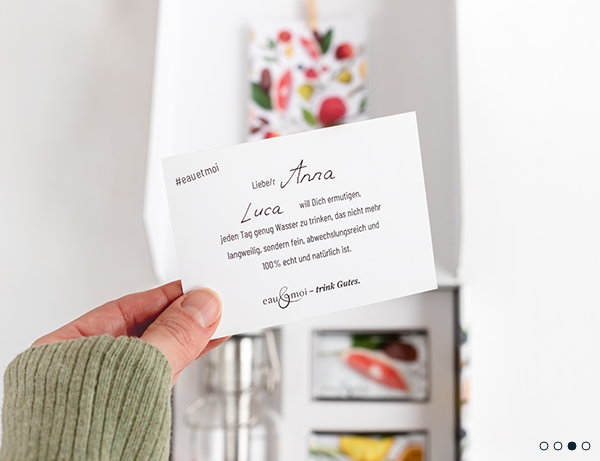 #eauetmoi
Liebe/r Anna
Luca will Dich ermutigen,
jeden Tag genug Wasser zu trinken, das nicht mehr
langweilig, sondern fein, abwechslungsreich und
100% echt und natürlich ist.
eau&moi – trink Gutes.